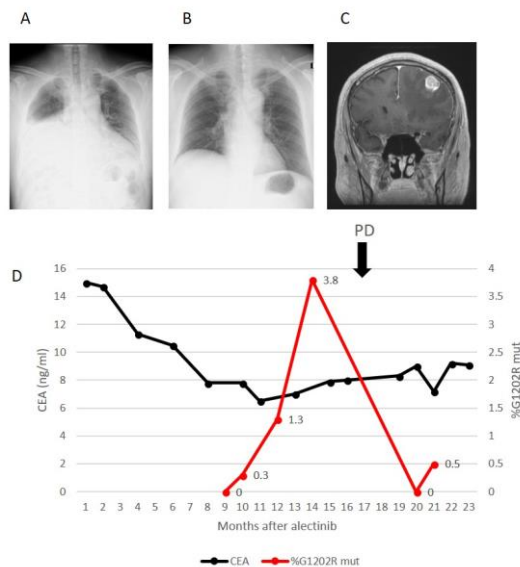 A
B
C
PD
D
CEA (ng/ml)
16
14
12
10
8
6
4
2
0
3.8
1.3
0.3
0
0
0.5
4
3.5
3
2.5
2
1.5
1
0.5
0
%G1202R mut
1 2 3 4 5 6 7 8 9 10 11 12 13 14 15 16 17 18 19 20 21 22 23
Months after alectinib
CEA
%G1202R mut